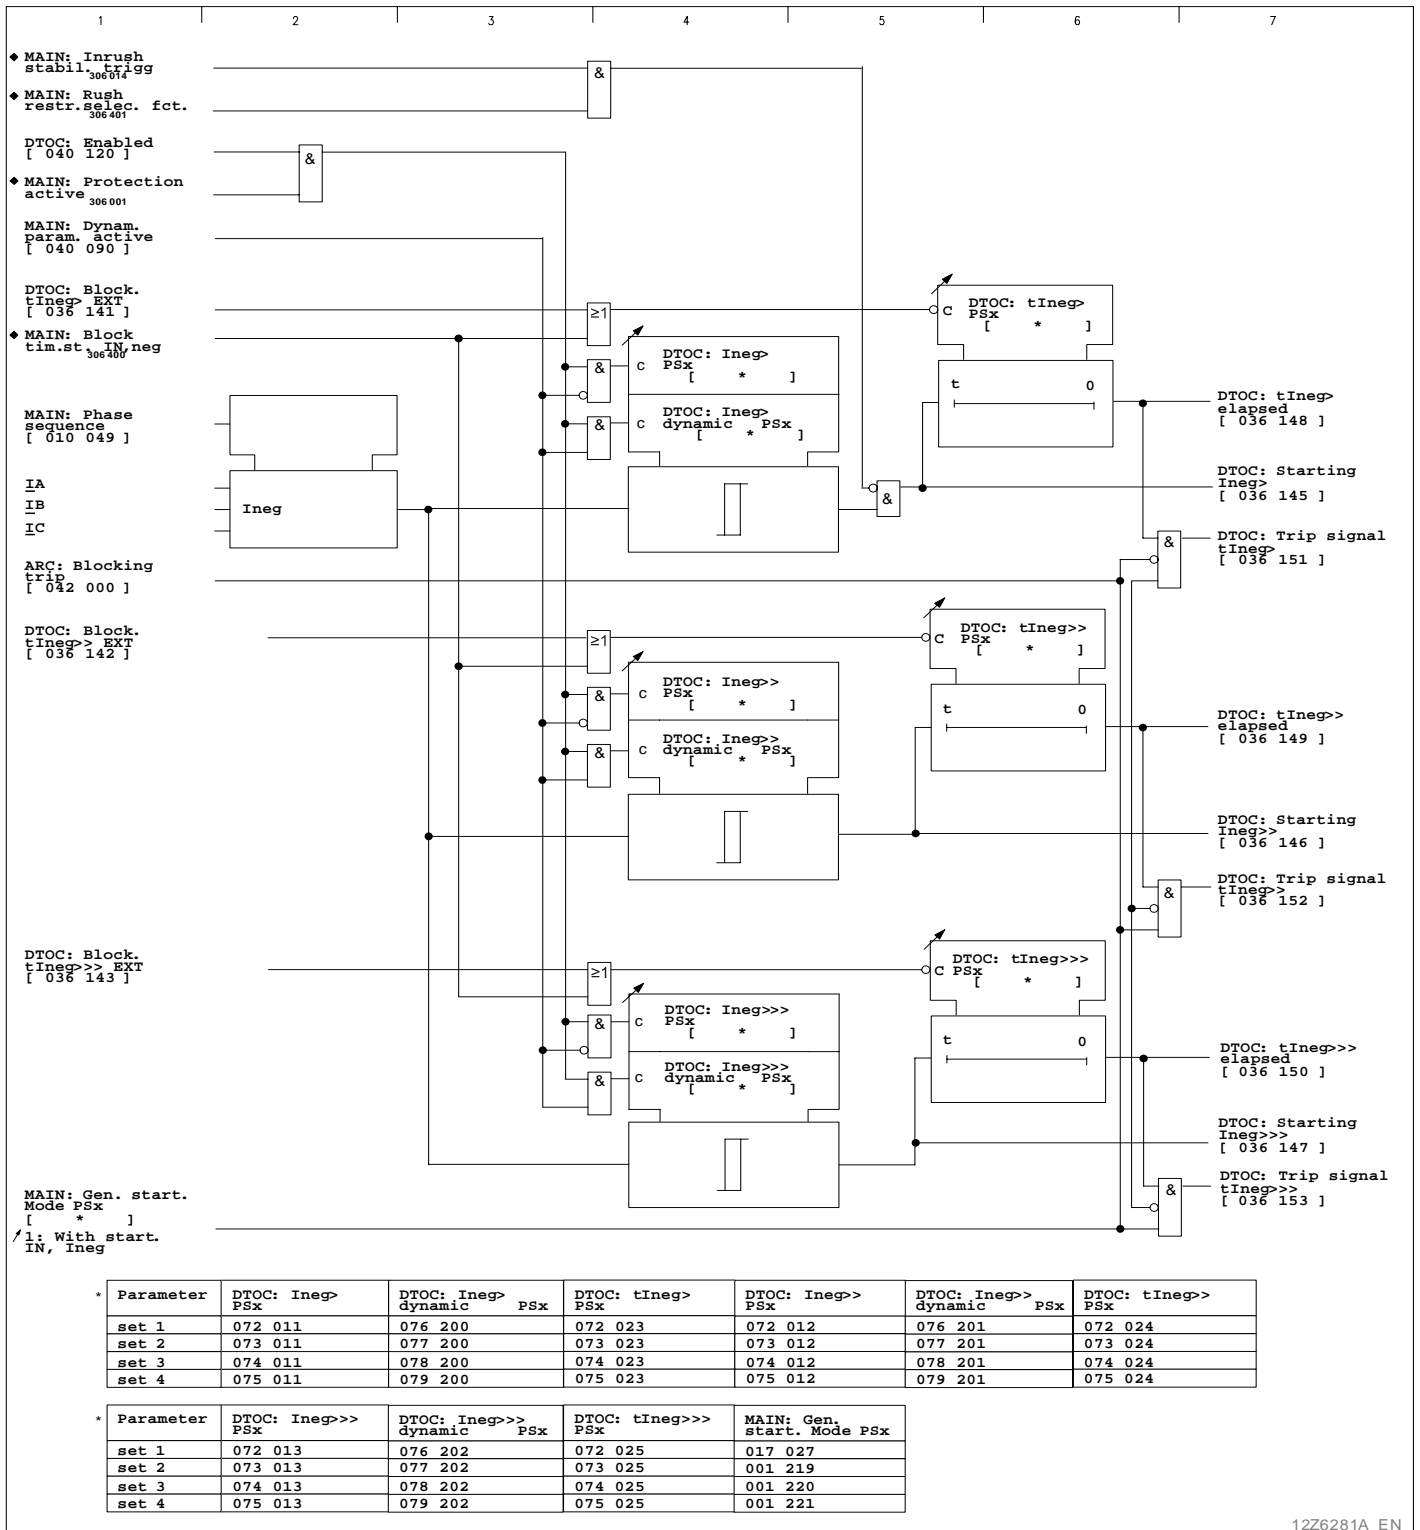 1 2 3 4 5 6 7
◆ MAIN: Inrush
stabil. trigg
306 014
◆ MAIN: Rush
restr.selec. fct.
306 401
DTOC: Enabled
[ 040 120 ]
◆ MAIN: Protection
active
306 001
MAIN: Dynam.
param. active
[ 040 090 ]
DTOC: Block.
tIneg> EXT
[ 036 141 ]
◆ MAIN: Block
tim.st. IN,neg
306 400
MAIN: Phase
sequence
[ 010 049 ]
IA
IB
IC
ARC: Blocking
trip
[ 042 000 ]
DTOC: Block.
tIneg>> EXT
[ 036 142 ]
DTOC: Block.
tIneg>>> EXT
[ 036 143 ]
MAIN: Gen. start.
Mode PSx
[ * ]
1: With start.
IN, Ineg
&
&
Ineg
≥1
&
&
C
DTOC: Ineg>
PSx
[ * ]
C
DTOC: Ineg>
dynamic PSx
[ * ]
&
C
DTOC: tIneg>
PSx
[ * ]
t 0
&
≥1
&
&
C
DTOC: Ineg>>
PSx
[ * ]
C
DTOC: Ineg>>
dynamic PSx
[ * ]
C
DTOC: tIneg>>
PSx
[ * ]
t 0
&
≥1
&
&
C
DTOC: Ineg>>>
PSx
[ * ]
C
DTOC: Ineg>>>
dynamic PSx
[ * ]
C
DTOC: tIneg>>>
PSx
[ * ]
t 0
&
DTOC: tIneg>
elapsed
[ 036 148 ]
DTOC: Starting
Ineg>
[ 036 145 ]
DTOC: Trip signal
tIneg>
[ 036 151 ]
DTOC: tIneg>>
elapsed
[ 036 149 ]
DTOC: Starting
Ineg>>
[ 036 146 ]
DTOC: Trip signal
tIneg>>
[ 036 152 ]
DTOC: tIneg>>>
elapsed
[ 036 150 ]
DTOC: Starting
Ineg>>>
[ 036 147 ]
DTOC: Trip signal
tIneg>>>
[ 036 153 ]
* Parameter DTOC: Ineg> PSx DTOC: Ineg> dynamic PSx DTOC: tIneg> PSx DTOC: Ineg>> PSx DTOC: Ineg>> dynamic PSx DTOC: tIneg>> PSx
set 1 072 011 076 200 072 023 072 012 076 201 072 024
set 2 073 011 077 200 073 023 073 012 077 201 073 024
set 3 074 011 078 200 074 023 074 012 078 201 074 024
set 4 075 011 079 200 075 023 075 012 079 201 075 024
* Parameter DTOC: Ineg>>> PSx DTOC: Ineg>>> dynamic PSx DTOC: tIneg>>> PSx MAIN: Gen. start. Mode PSx
set 1 072 013 076 202 072 025 017 027
set 2 073 013 077 202 073 025 001 219
set 3 074 013 078 202 074 025 001 220
set 4 075 013 079 202 075 025 001 221
12Z6281A_EN